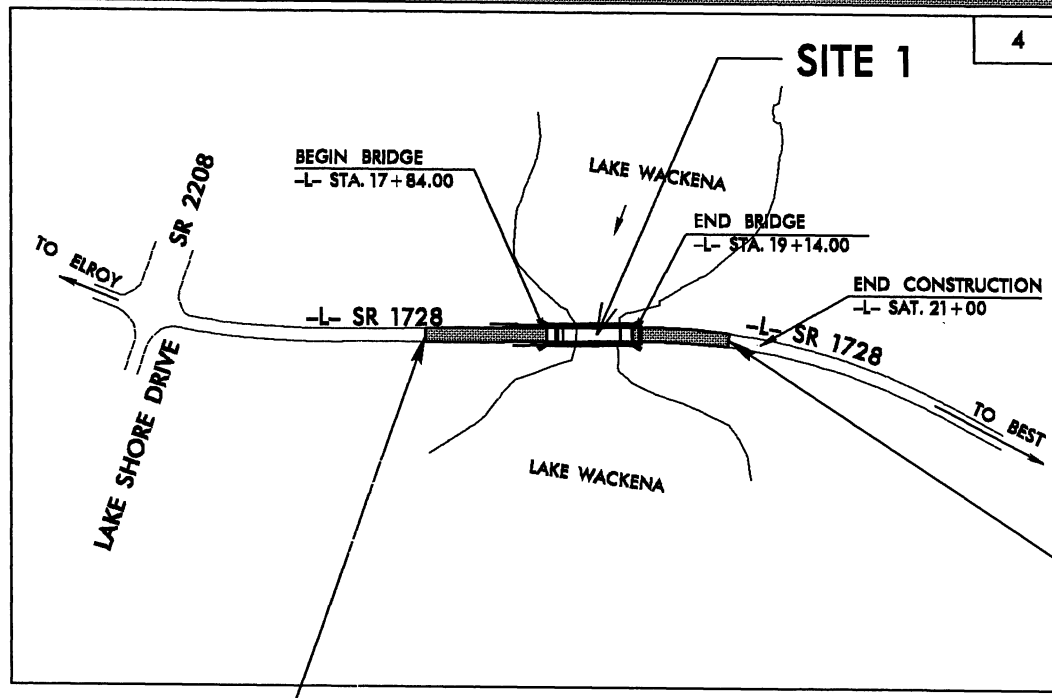 4
SITE 1
BEGIN BRIDGE
-L- STA. 17+84.00
LAKE WACKENA
SR 2208
END BRIDGE
-L- STA. 19+14.00
TO ELROY
END CONSTRUCTION
-L- SAT. 21+00
-L- SR 1728
-L- SR 1728
LAKE SHORE DRIVE
TO BEST
LAKE WACKENA